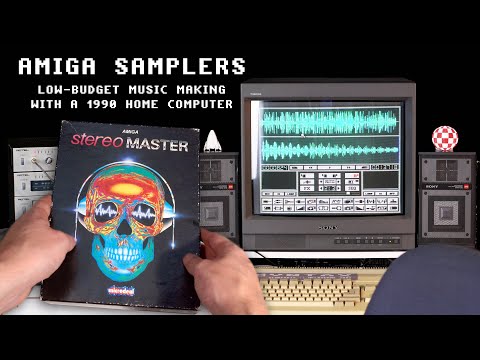 AMIGA SAMPLERS
LOW-BUDGET MUSIC MAKING
WITH A 1990 HOME COMPUTER
AMIGA
stereo MASTER
SONY
SONY